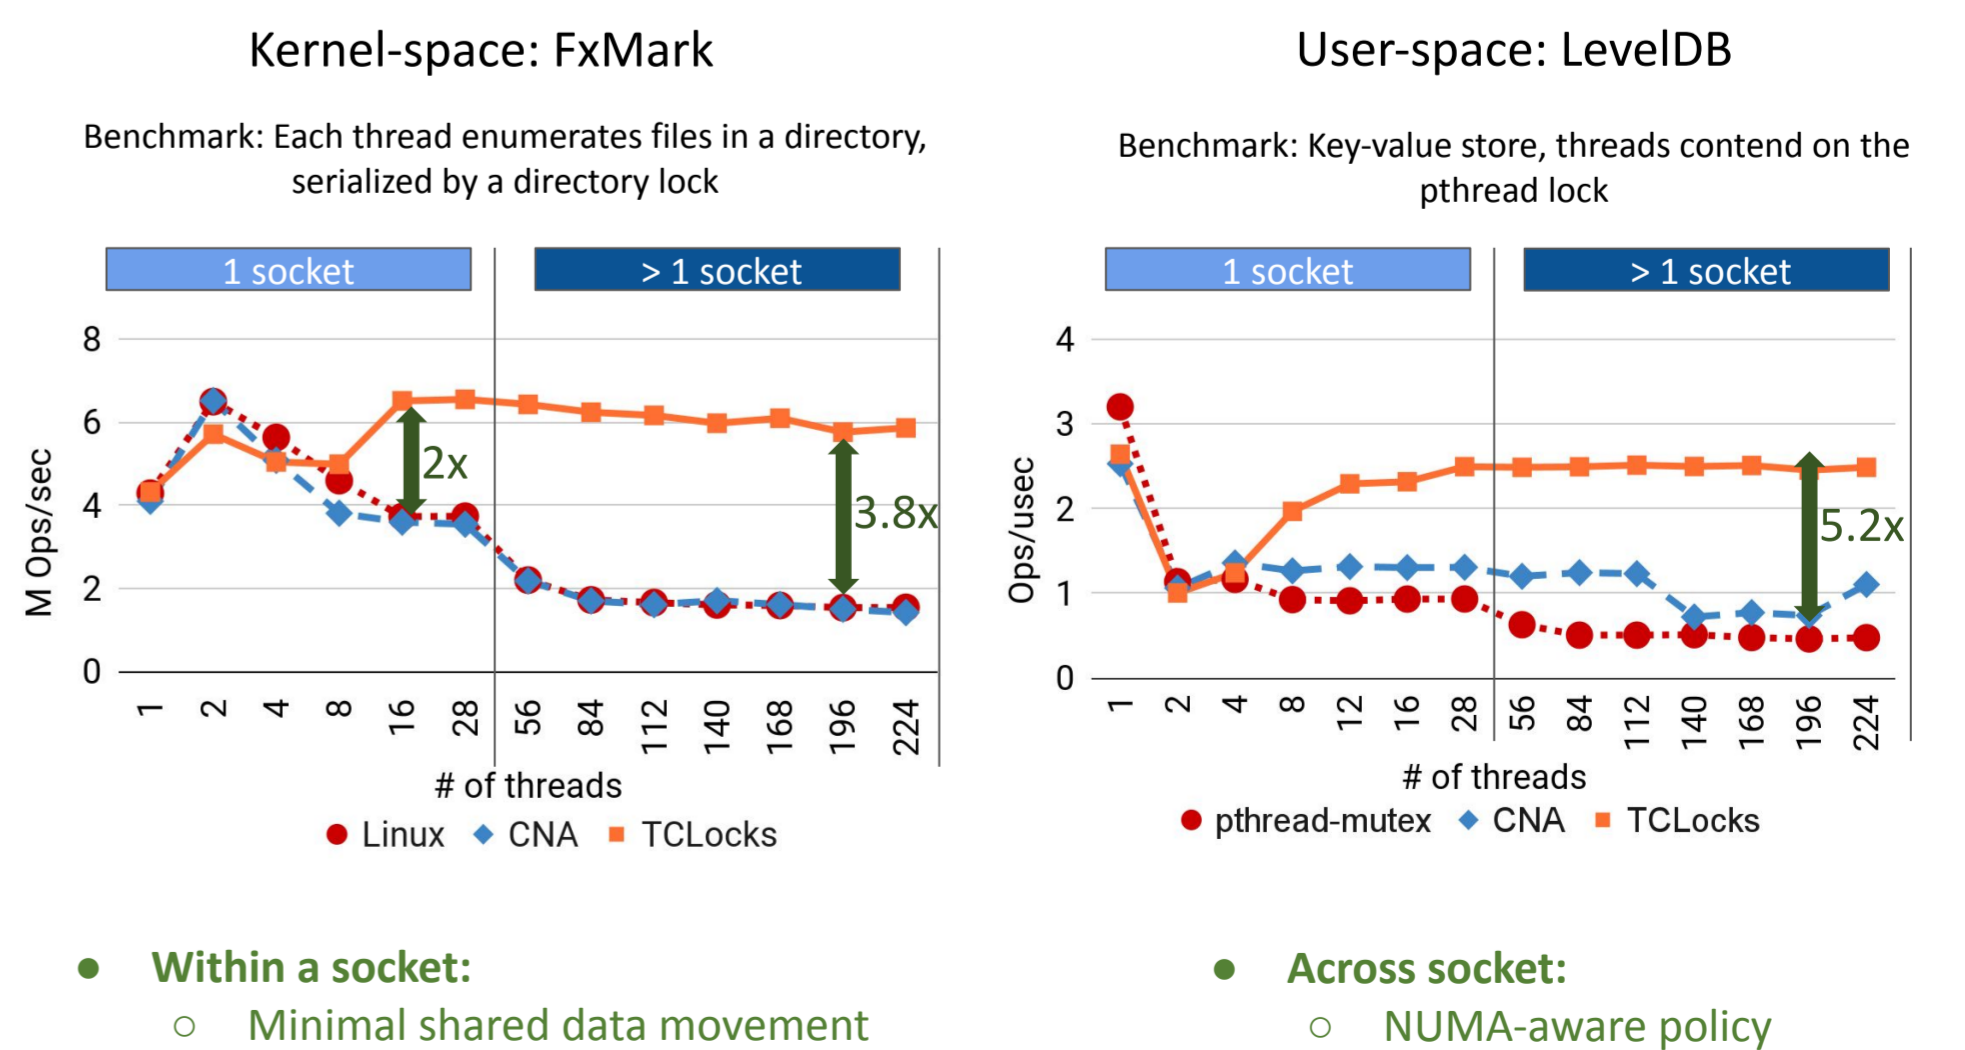 Kernel-space: FxMark
Benchmark: Each thread enumerates files in a directory,
serialized by a directory lock
1 socket
> 1 socket
8
6
4
2
0
M Ops/sec
2x
3.8x
1
2
4
8
16
28
56
84
112
140
168
196
224
# of threads
Linux
CNA
TCLocks
● Within a socket:
○ Minimal shared data movement
User-space: LevelDB
Benchmark: Key-value store, threads contend on the
pthread lock
1 socket
> 1 socket
4
3
2
1
0
Ops/usec
5.2x
1
2
4
8
12
16
28
56
84
112
140
168
196
224
# of threads
pthread-mutex
CNA
TCLocks
● Across socket:
○ NUMA-aware policy